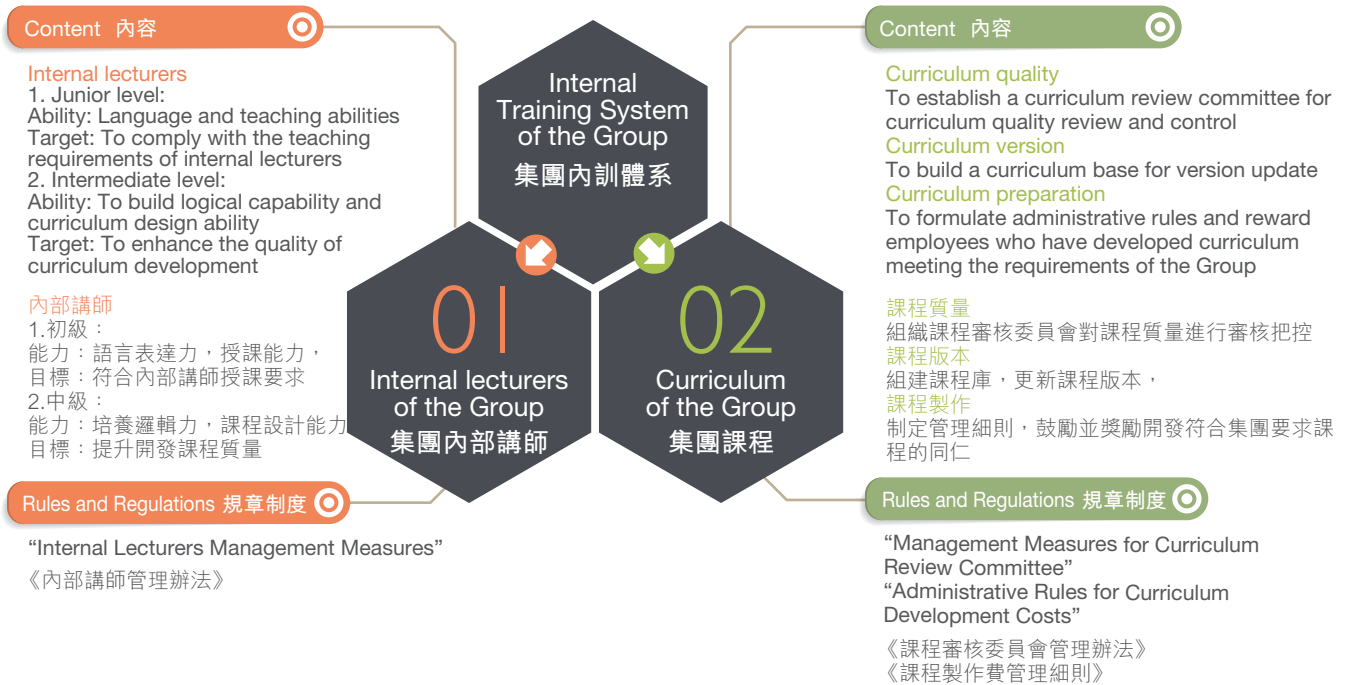 Content 內容
Internal lecturers
1. Junior level:
Ability: Language and teaching abilities
Target: To comply with the teaching
requirements of internal lecturers
2. Intermediate level:
Ability: To build logical capability and
curriculum design ability
Target: To enhance the quality of
curriculum development
內部講師
1.初級：
能力：語言表達力，授課能力，
目標：符合內部講師授課要求
2.中級：
能力：培養邏輯力，課程設計能力
目標：提升開發課程質量
Rules and Regulations 規章制度
“Internal Lecturers Management Measures”
《內部講師管理辦法》
Internal
Training System
of the Group
集團內訓體系
01
Internal lecturers
of the Group
集團內部講師
02
Curriculum
of the Group
集團課程
Content 內容
Curriculum quality
To establish a curriculum review committee for
curriculum quality review and control
Curriculum version
To build a curriculum base for version update
Curriculum preparation
To formulate administrative rules and reward
employees who have developed curriculum
meeting the requirements of the Group
課程質量
組織課程審核委員會對課程質量進行審核把控
課程版本
組建課程庫，更新課程版本，
課程製作
制定管理細則，鼓勵並獎勵開發符合集團要求課
程的同仁
Rules and Regulations 規章制度
“Management Measures for Curriculum
Review Committee”
“Administrative Rules for Curriculum
Development Costs”
《課程審核委員會管理辦法》
《課程製作費管理細則》